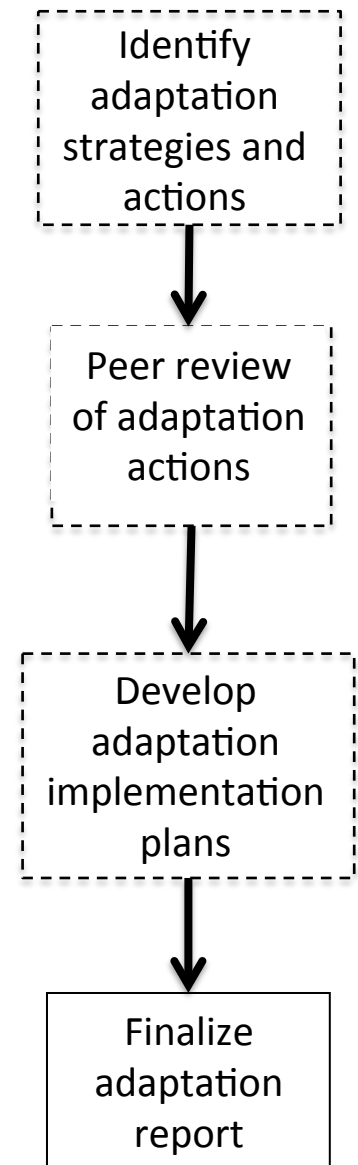 Identify
adaptation
strategies and
actions
Peer review
of adaptation
actions
Develop
adaptation
implementation
plans
Finalize
adaptation
report